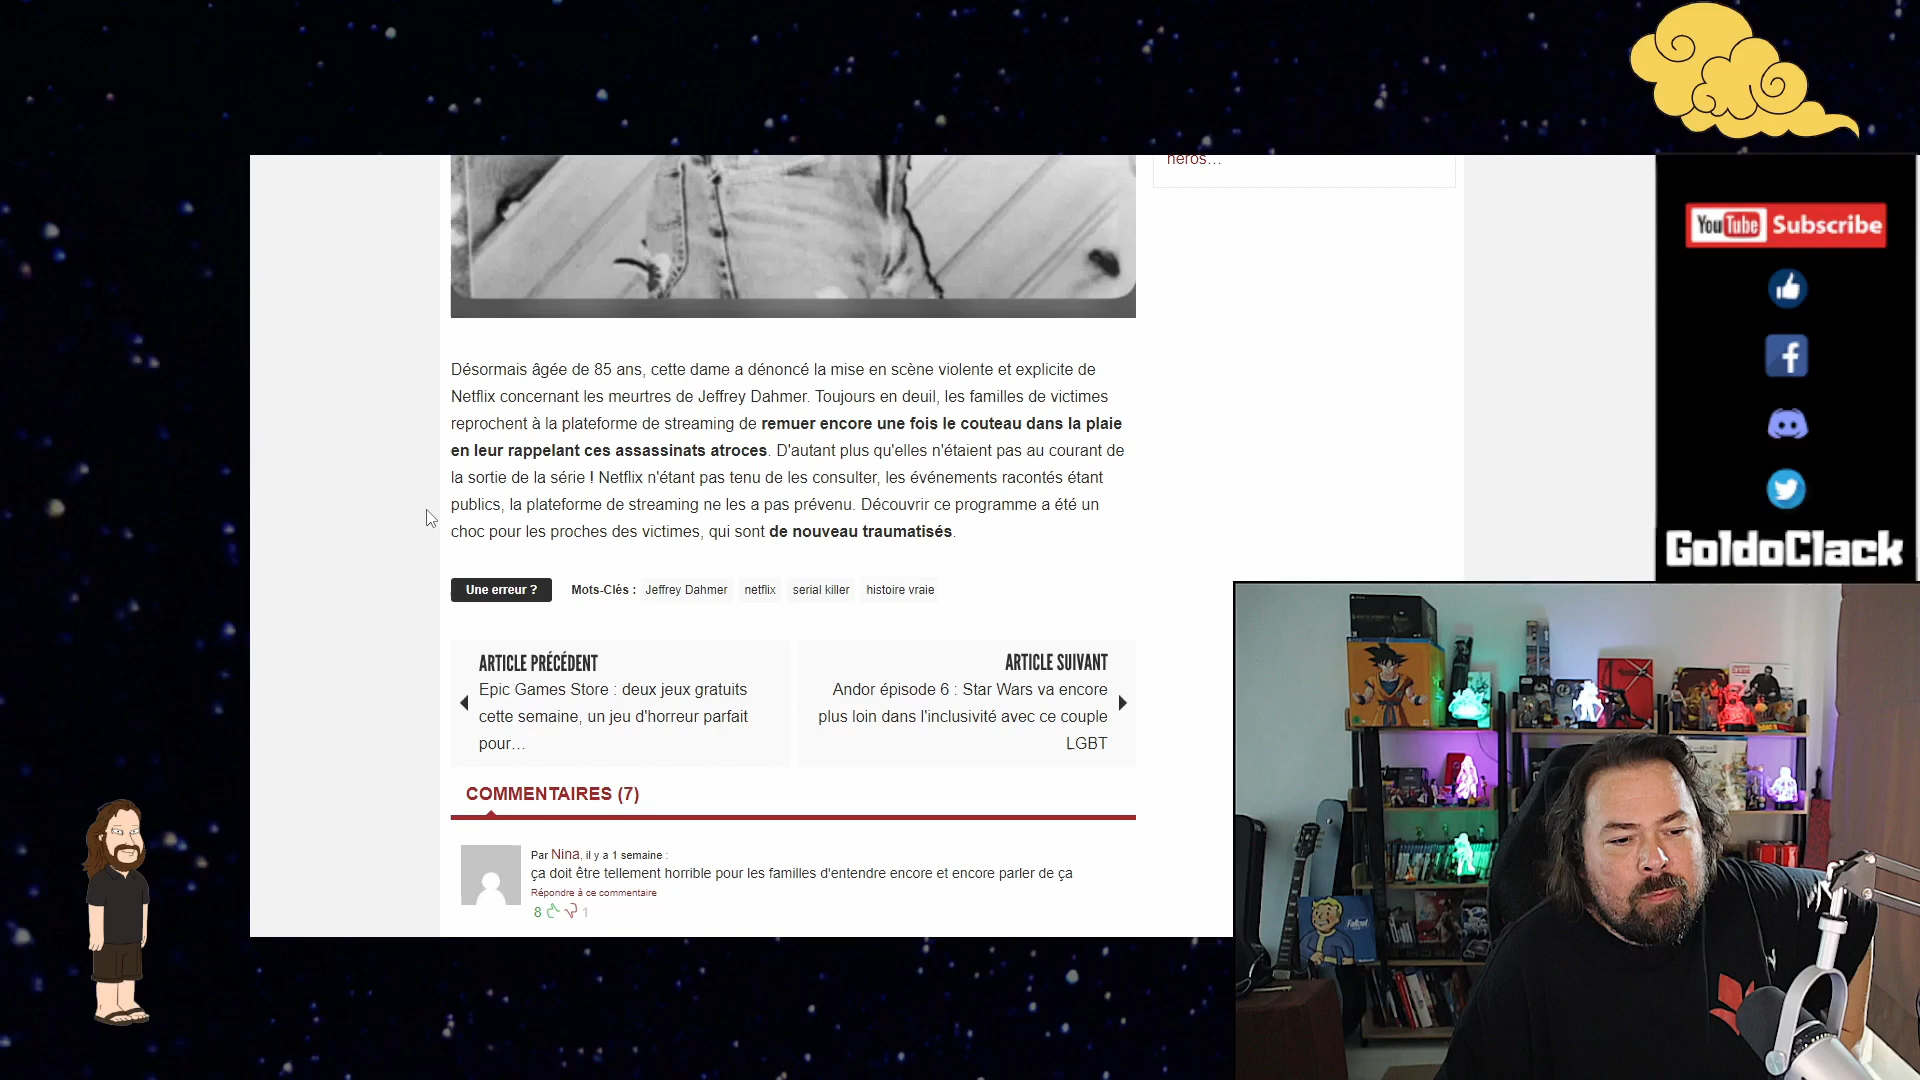 héros…
YouTube Subscribe
GoldoClack
Désormais âgée de 85 ans, cette dame a dénoncé la mise en scène violente et explicite de
Netflix concernant les meurtres de Jeffrey Dahmer. Toujours en deuil, les familles de victimes
reprochent à la plateforme de streaming de remuer encore une fois le couteau dans la plaie
en leur rappelant ces assassinats atroces. D'autant plus qu'elles n'étaient pas au courant de
la sortie de la série ! Netflix n'étant pas tenu de les consulter, les événements racontés étant
publics, la plateforme de streaming ne les a pas prévenu. Découvrir ce programme a été un
choc pour les proches des victimes, qui sont de nouveau traumatisés.
Une erreur ? Mots-Clés : Jeffrey Dahmer netflix serial killer histoire vraie
ARTICLE PRÉCÉDENT
Epic Games Store : deux jeux gratuits
cette semaine, un jeu d'horreur parfait
pour…
ARTICLE SUIVANT
Andor épisode 6 : Star Wars va encore
plus loin dans l'inclusivité avec ce couple
LGBT
COMMENTAIRES (7)
Par Nina, il y a 1 semaine :
ça doit être tellement horrible pour les familles d'entendre encore et encore parler de ça
Répondre à ce commentaire
8 1
Fallout